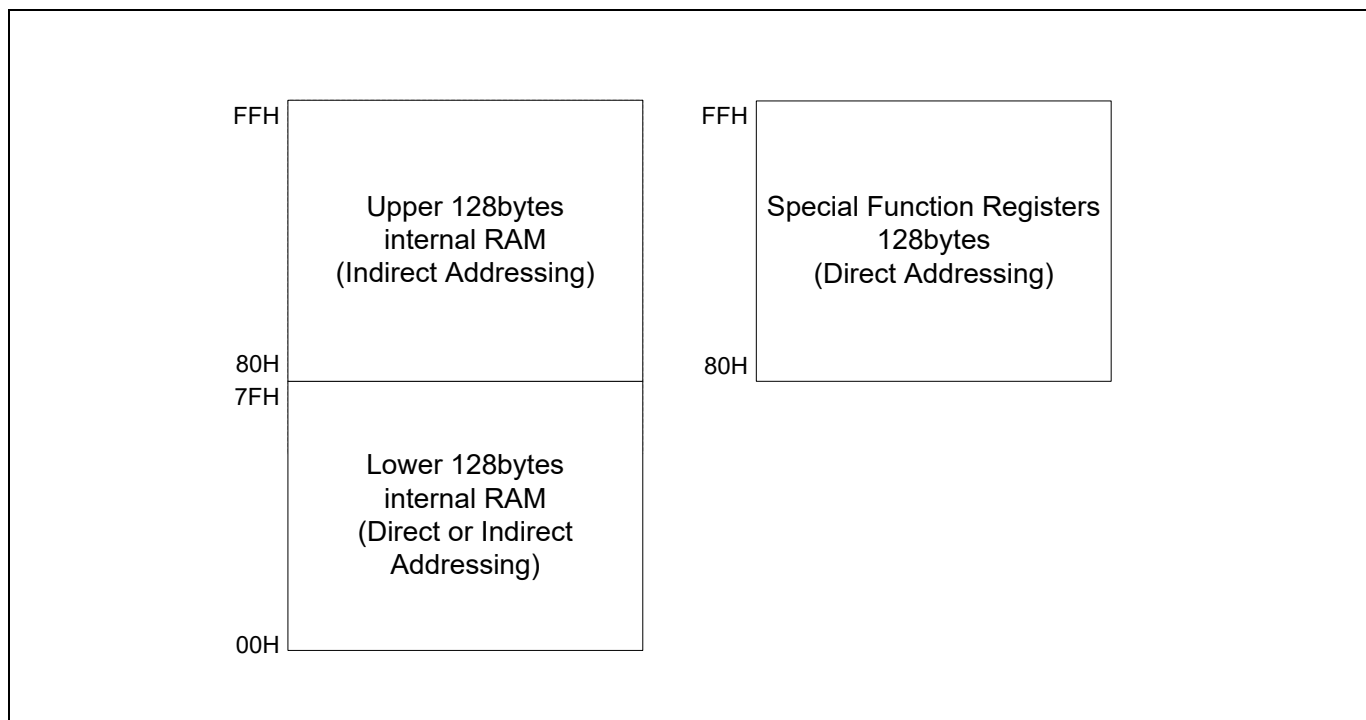 FFH
Upper 128bytes
internal RAM
(Indirect Addressing)
80H
7FH
Lower 128bytes
internal RAM
(Direct or Indirect
Addressing)
00H
FFH
Special Function Registers
128bytes
(Direct Addressing)
80H